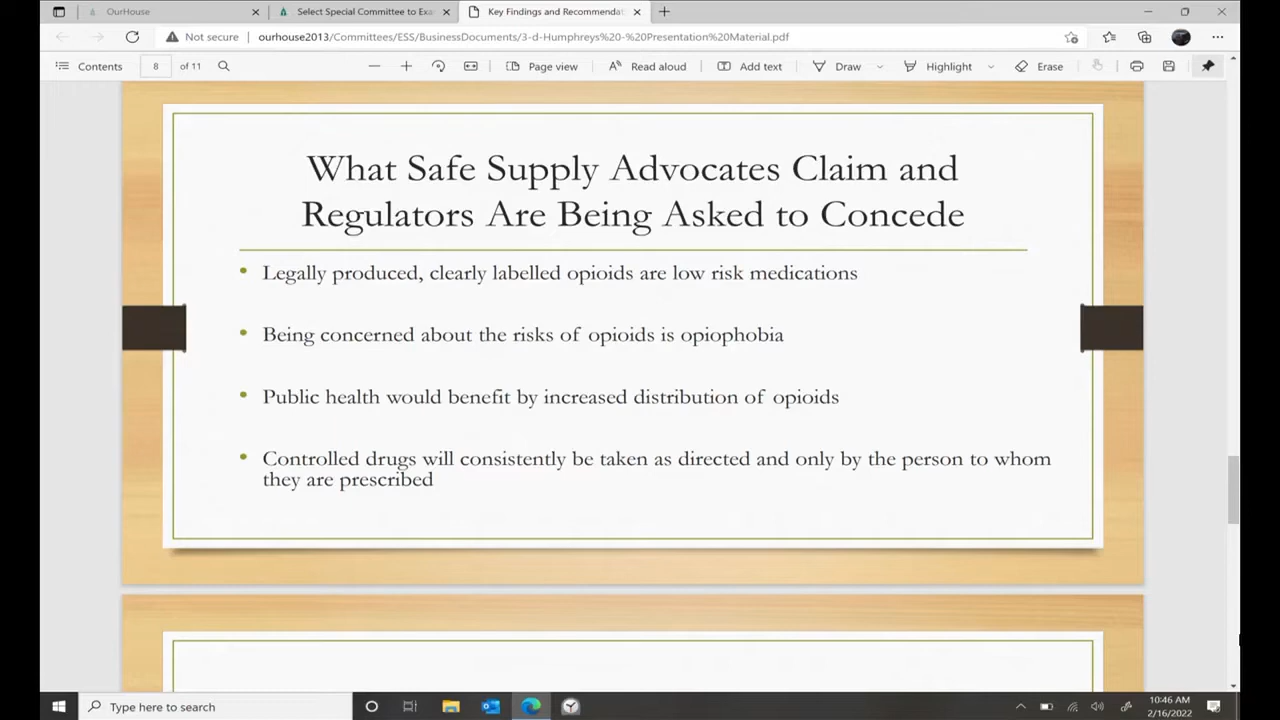 OurHouse
Select Special Committee to Exa
Key Findings and Recommendat
Not secure
ourhouse2013/Committees/ESS/BusinessDocuments/3-d-Humphreys%20-%20Presentation%20Material.pdf
Contents
8
of 11
Page view
Read aloud
Add text
Draw
Highlight
Erase
What Safe Supply Advocates Claim and
Regulators Are Being Asked to Concede
• Legally produced, clearly labelled opioids are low risk medications
• Being concerned about the risks of opioids is opiophobia
• Public health would benefit by increased distribution of opioids
• Controlled drugs will consistently be taken as directed and only by the person to whom
they are prescribed
Type here to search
10:46 AM
2/16/2022